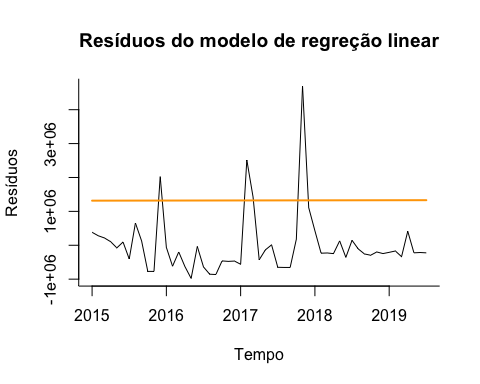 Resíduos do modelo de regreção linear
Resíduos
3e+06
1e+06
-1e+06
2015 2016 2017 2018 2019
Tempo